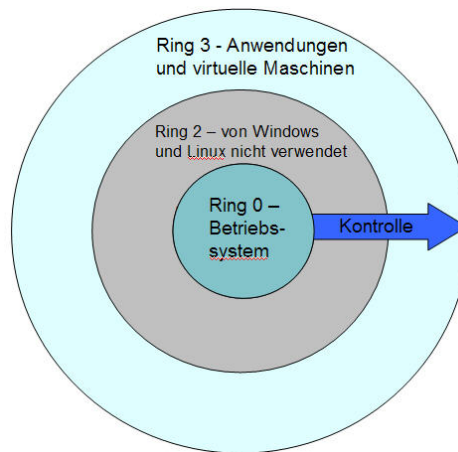 Ring 3 - Anwendungen
und virtuelle Maschinen
Ring 2 – von Windows
und Linux nicht verwendet
Ring 0 –
Betriebs-
system
Kontrolle